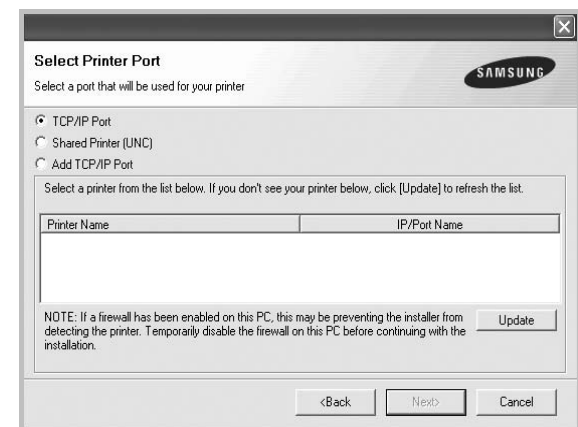 Select Printer Port
Select a port that will be used for your printer
SAMSUNG
TCP/IP Port
Shared Printer (UNC)
Add TCP/IP Port
Select a printer from the list below. If you don't see your printer below, click [Update] to refresh the list.
Printer Name IP/Port Name
NOTE: If a firewall has been enabled on this PC, this may be preventing the installer from
detecting the printer. Temporarily disable the firewall on this PC before continuing with the
installation.
Update
<Back Next> Cancel